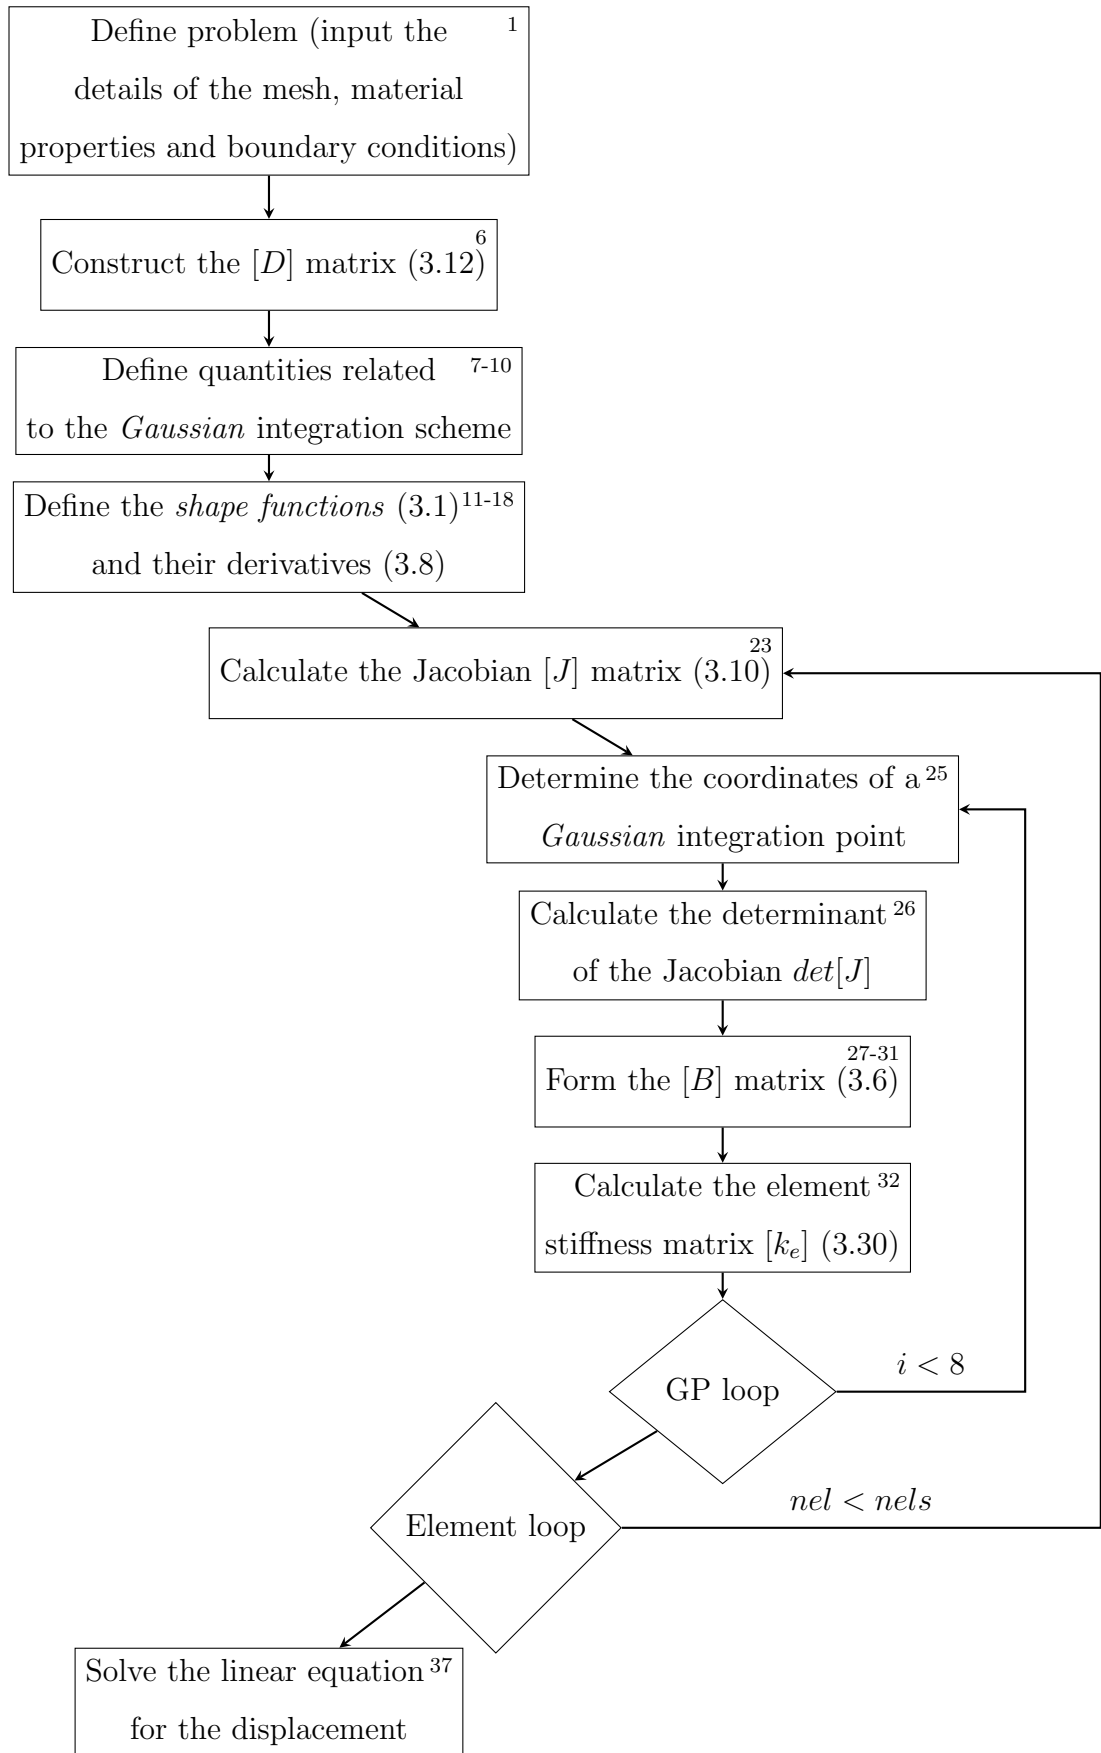 Define problem (input the 1
details of the mesh, material
properties and boundary conditions)
6
Construct the [D] matrix (3.12)
Define quantities related 7-10
to the Gaussian integration scheme
Define the shape functions (3.1) 11-18
and their derivatives (3.8)
23
Calculate the Jacobian [J] matrix (3.10)
Determine the coordinates of a 25
Gaussian integration point
Calculate the determinant 26
of the Jacobian det[J]
27-31
Form the [B] matrix (3.6)
Calculate the element 32
stiffness matrix [k_e] (3.30)
i < 8
GP loop
nel < nels
Element loop
Solve the linear equation 37
for the displacement